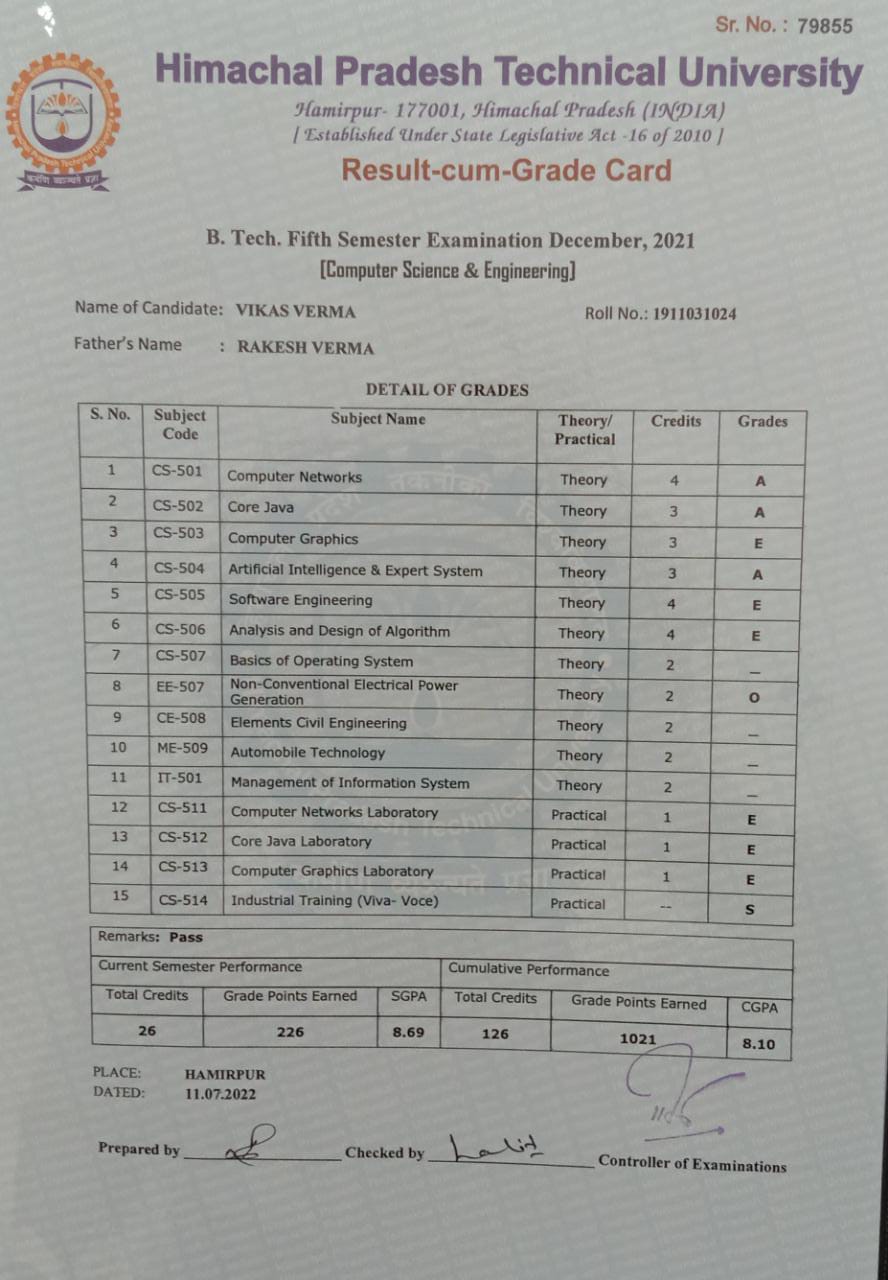 Sr. No. : 79855
Himachal Pradesh Technical University
Hamirpur- 177001, Himachal Pradesh (INDIA)
[ Established Under State Legislative Act -16 of 2010 ]
Result-cum-Grade Card
B. Tech. Fifth Semester Examination December, 2021
[Computer Science & Engineering]
Name of Candidate: VIKAS VERMA Roll No.: 1911031024
Father's Name : RAKESH VERMA
DETAIL OF GRADES
S. No. Subject Code Subject Name Theory/ Practical Credits Grades
1 CS-501 Computer Networks Theory 4 A
2 CS-502 Core Java Theory 3 A
3 CS-503 Computer Graphics Theory 3 E
4 CS-504 Artificial Intelligence & Expert System Theory 3 A
5 CS-505 Software Engineering Theory 4 E
6 CS-506 Analysis and Design of Algorithm Theory 4 E
7 CS-507 Basics of Operating System Theory 2 _
8 EE-507 Non-Conventional Electrical Power Generation Theory 2 O
9 CE-508 Elements Civil Engineering Theory 2 _
10 ME-509 Automobile Technology Theory 2 _
11 IT-501 Management of Information System Theory 2 _
12 CS-511 Computer Networks Laboratory Practical 1 E
13 CS-512 Core Java Laboratory Practical 1 E
14 CS-513 Computer Graphics Laboratory Practical 1 E
15 CS-514 Industrial Training (Viva- Voce) Practical -- S
Remarks: Pass
Current Semester Performance Cumulative Performance
Total Credits Grade Points Earned SGPA Total Credits Grade Points Earned CGPA
26 226 8.69 126 1021 8.10
PLACE: HAMIRPUR
DATED: 11.07.2022
Prepared by Checked by Lalit Controller of Examinations